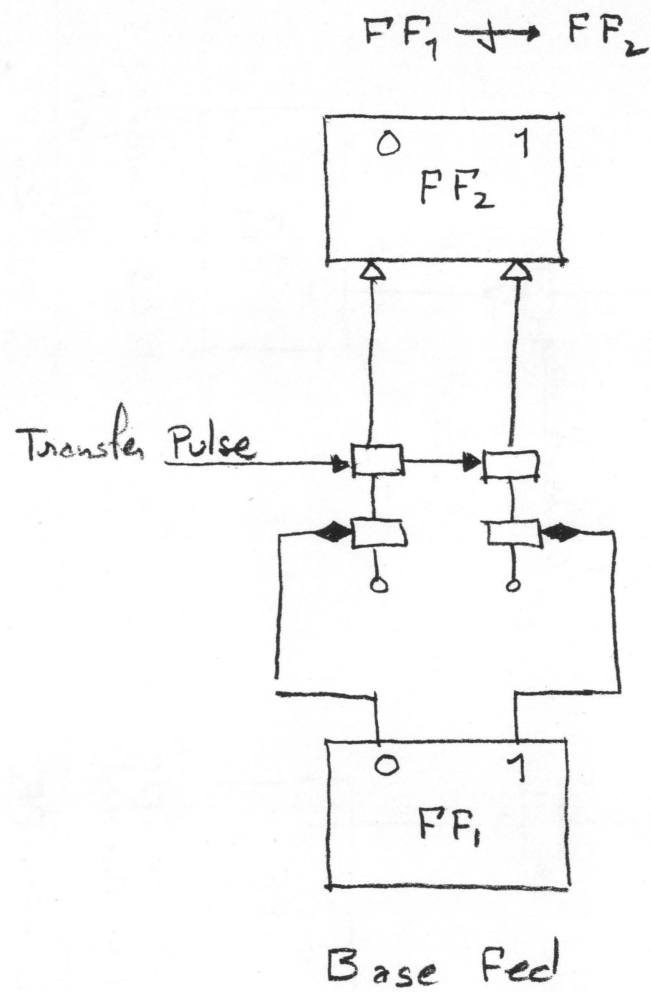 FF₁ → FF₂
0 1
FF₂
Transfer Pulse
0 1
FF₁
Base Fed